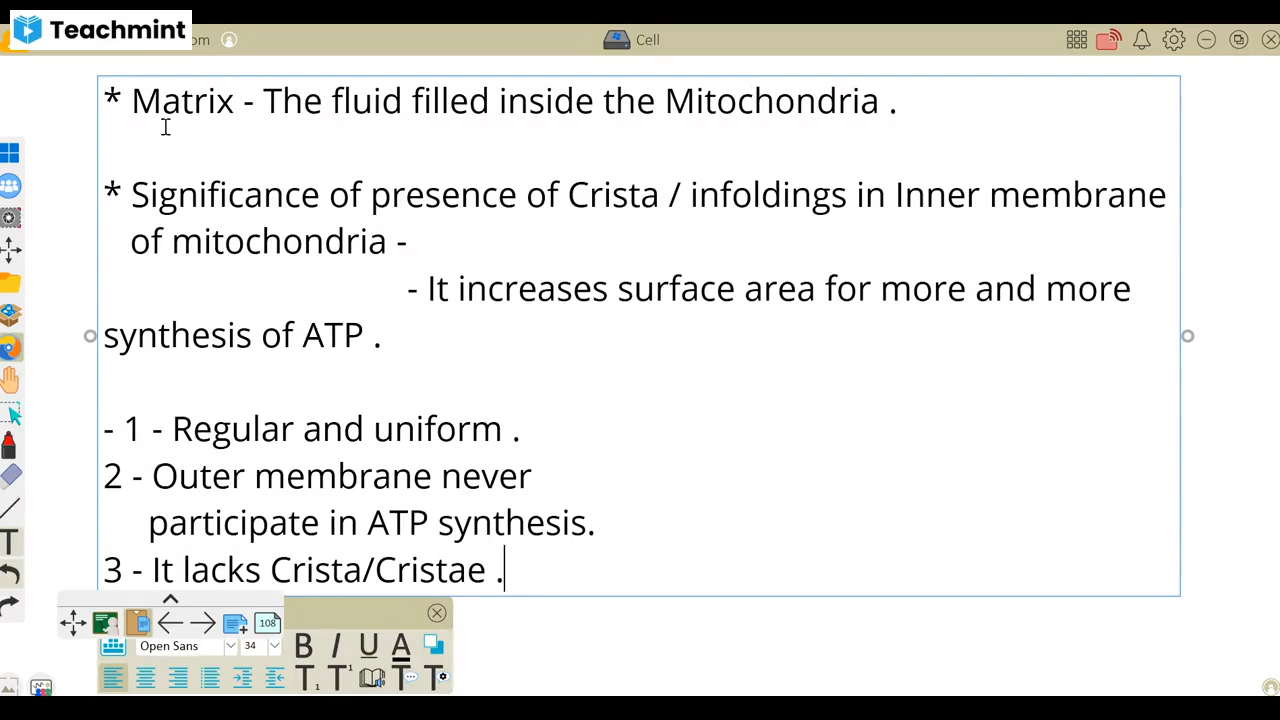 Teachmint
om
Cell
* Matrix - The fluid filled inside the Mitochondria .
* Significance of presence of Crista / infoldings in Inner membrane
of mitochondria -
- It increases surface area for more and more
synthesis of ATP .
- 1 - Regular and uniform .
2 - Outer membrane never
participate in ATP synthesis.
3 - It lacks Crista/Cristae .
108
Open Sans
34
B I U A